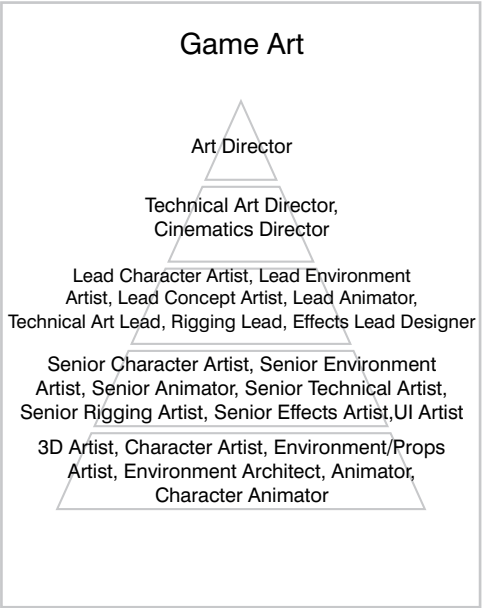 Game Art
Art Director
Technical Art Director,
Cinematics Director
Lead Character Artist, Lead Environment
Artist, Lead Concept Artist, Lead Animator,
Technical Art Lead, Rigging Lead, Effects Lead Designer
Senior Character Artist, Senior Environment
Artist, Senior Animator, Senior Technical Artist,
Senior Rigging Artist, Senior Effects Artist,UI Artist
3D Artist, Character Artist, Environment/Props
Artist, Environment Architect, Animator,
Character Animator